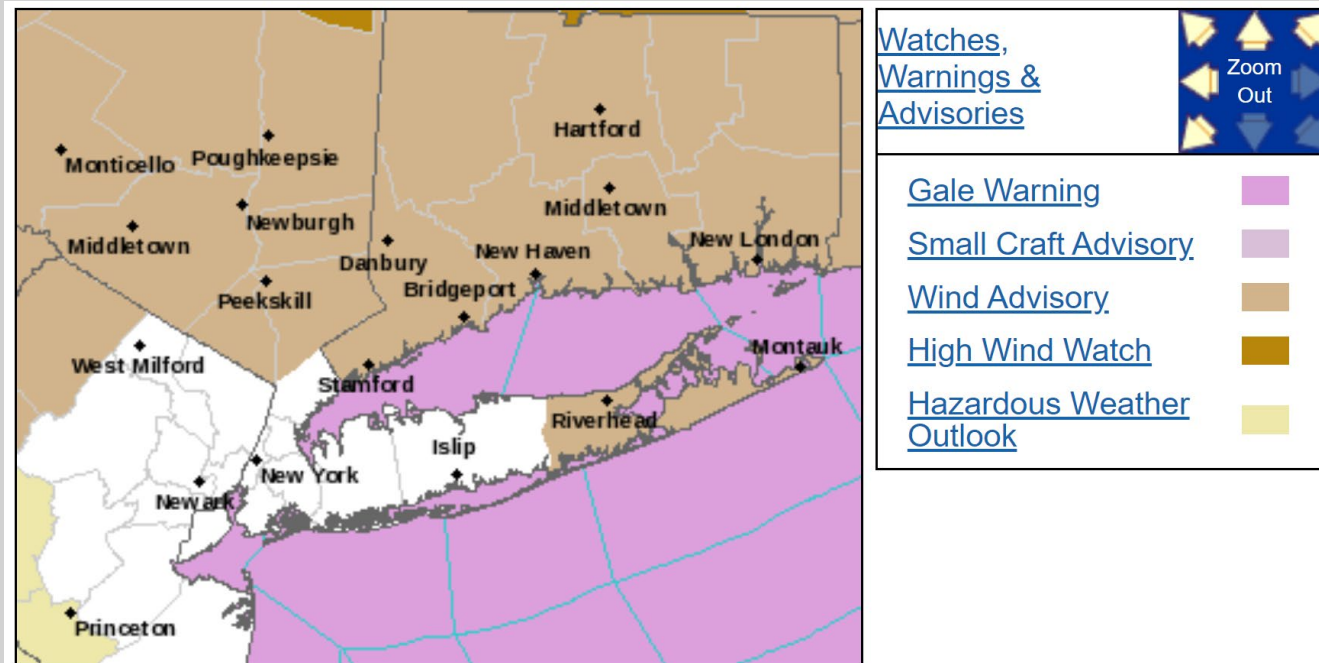 Hartford
Monticello
Poughkeepsie
Middletown
Newburgh
Middletown
New London
New Haven
Danbury
Bridgeport
Peekskill
Montauk
West Milford
Stamford
Riverhead
Islip
New York
Newark
Princeton
Watches,
Warnings &
Advisories
Zoom
Out
Gale Warning
Small Craft Advisory
Wind Advisory
High Wind Watch
Hazardous Weather
Outlook